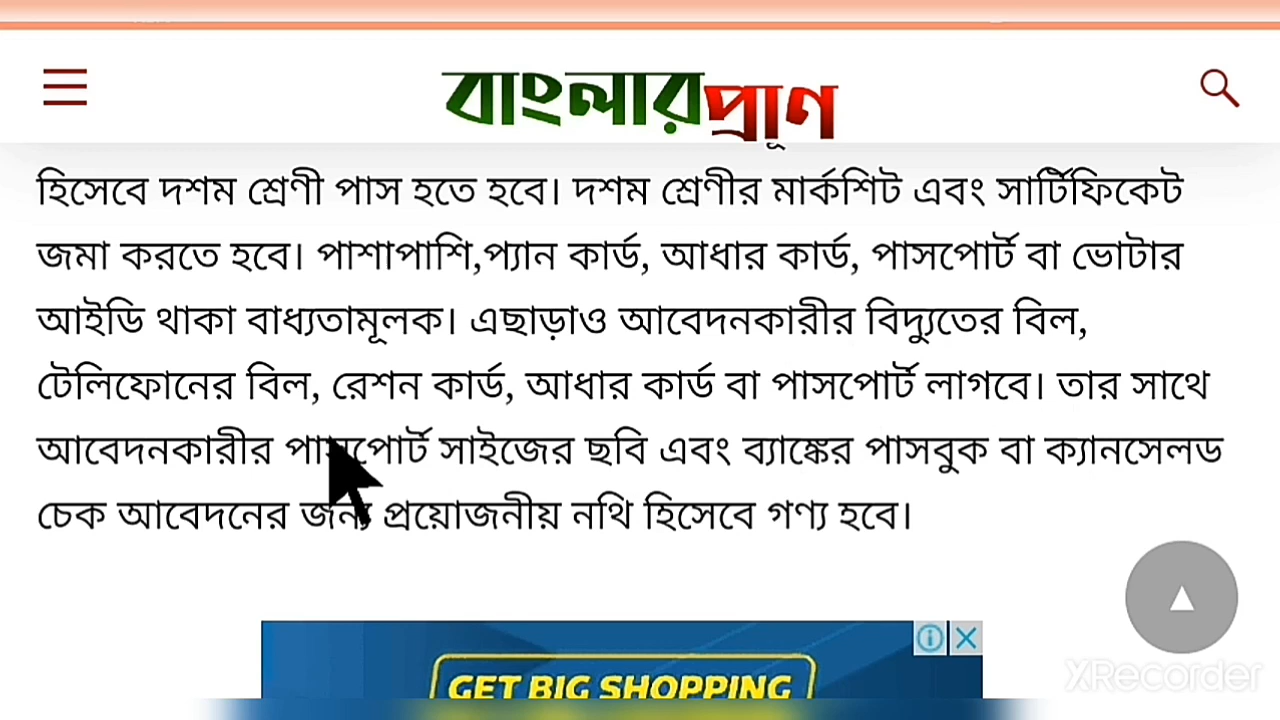 বাংলার প্রাণ
হিসেবে দশম শ্রেণী পাস হতে হবে। দশম শ্রেণীর মার্কশিট এবং সার্টিফিকেট
জমা করতে হবে। পাশাপাশি,প্যান কার্ড, আধার কার্ড, পাসপোর্ট বা ভোটার
আইডি থাকা বাধ্যতামূলক। এছাড়াও আবেদনকারীর বিদ্যুতের বিল,
টেলিফোনের বিল, রেশন কার্ড, আধার কার্ড বা পাসপোর্ট লাগবে। তার সাথে
আবেদনকারীর পাসপোর্ট সাইজের ছবি এবং ব্যাঙ্কের পাসবুক বা ক্যানসেলড
চেক আবেদনের জন্য প্রয়োজনীয় নথি হিসেবে গণ্য হবে।
GET BIG SHOPPING
XRecorder